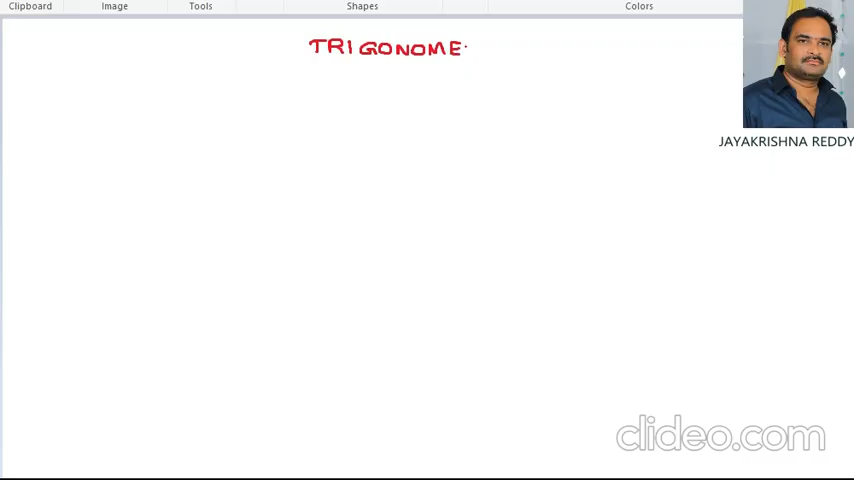 Clipboard Image Tools Shapes Colors
TRIGONOME
JAYAKRISHNA REDDY
clideo.com